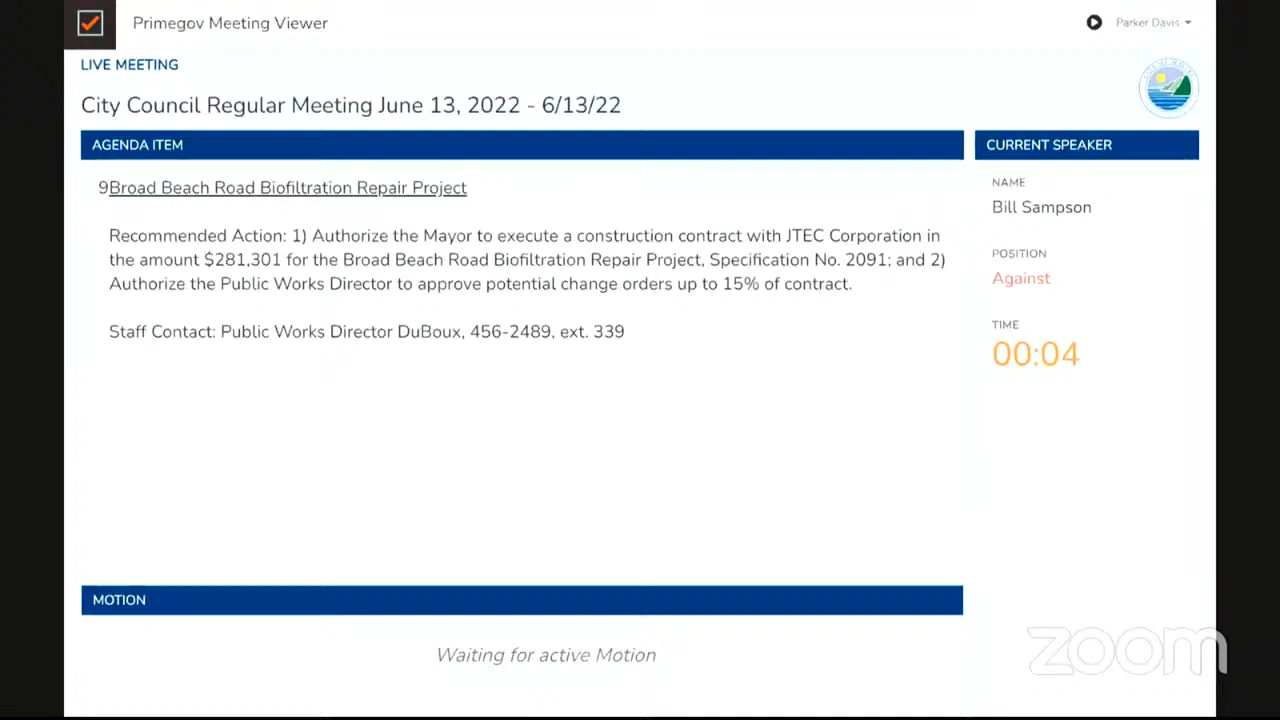 Primegov Meeting Viewer
Parker Davis
LIVE MEETING
City Council Regular Meeting June 13, 2022 - 6/13/22
AGENDA ITEM
9Broad Beach Road Biofiltration Repair Project
Recommended Action: 1) Authorize the Mayor to execute a construction contract with JTEC Corporation in
the amount $281,301 for the Broad Beach Road Biofiltration Repair Project, Specification No. 2091; and 2)
Authorize the Public Works Director to approve potential change orders up to 15% of contract.
Staff Contact: Public Works Director DuBoux, 456-2489, ext. 339
CURRENT SPEAKER
NAME
Bill Sampson
POSITION
Against
TIME
00:04
MOTION
Waiting for active Motion
zoom